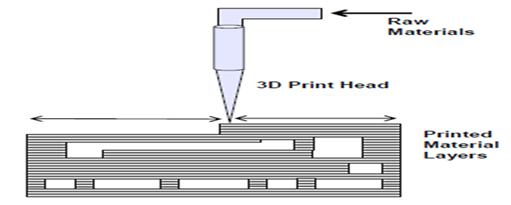 Raw
Materials
3D Print Head
Printed
Material
Layers